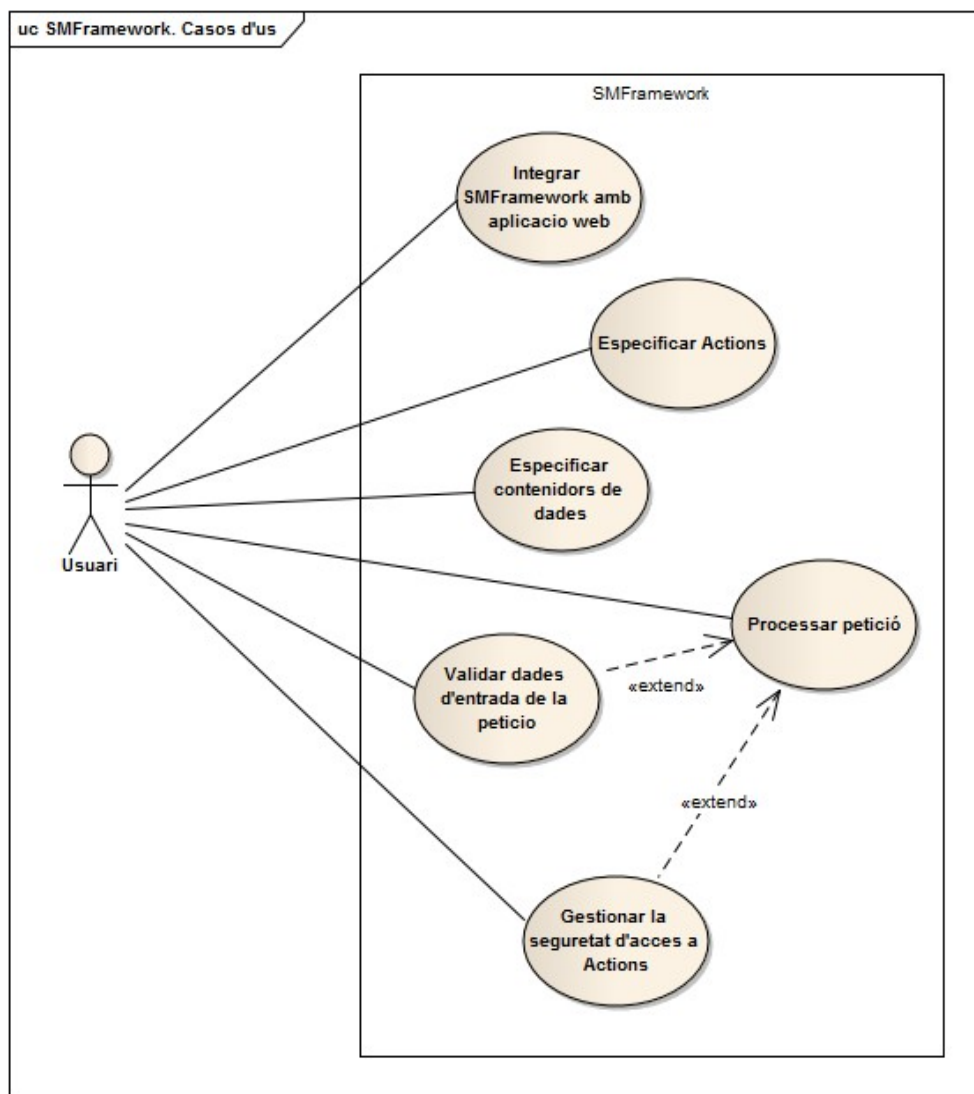 uc SMFramework. Casos d'us
SMFramework
Integrar
SMFramework amb
aplicacio web
Especificar Actions
Especificar
contenidors de
dades
Usuari
Processar petició
Validar dades
d'entrada de la
peticio
«extend»
«extend»
Gestionar la
seguretat d'acces a
Actions